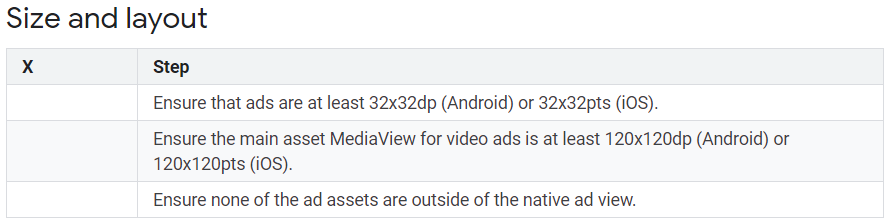 Size and layout
X Step
Ensure that ads are at least 32x32dp (Android) or 32x32pts (iOS).
Ensure the main asset MediaView for video ads is at least 120x120dp (Android) or
120x120pts (iOS).
Ensure none of the ad assets are outside of the native ad view.